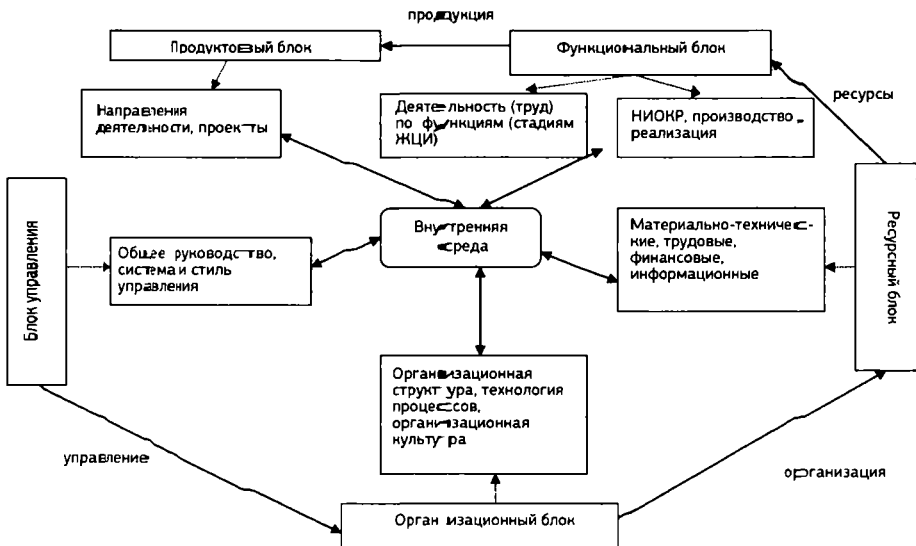 продукция
Продуктовый блок
Функциональный блок
ресурсы
Направления
деятельности, проекты
Деятельность (труд)
по функциям (стадиям
ЖЦИ)
НИОКР, производство,
реализация
Блок управления
Общее руководство,
система и стиль
управления
Внутренняя
среда
Материально-техничес-
кие, трудовые,
финансовые,
информационные
Ресурсный блок
Организационная
структура, технология
процессов,
организационная
культура
управление
организация
Организационный блок